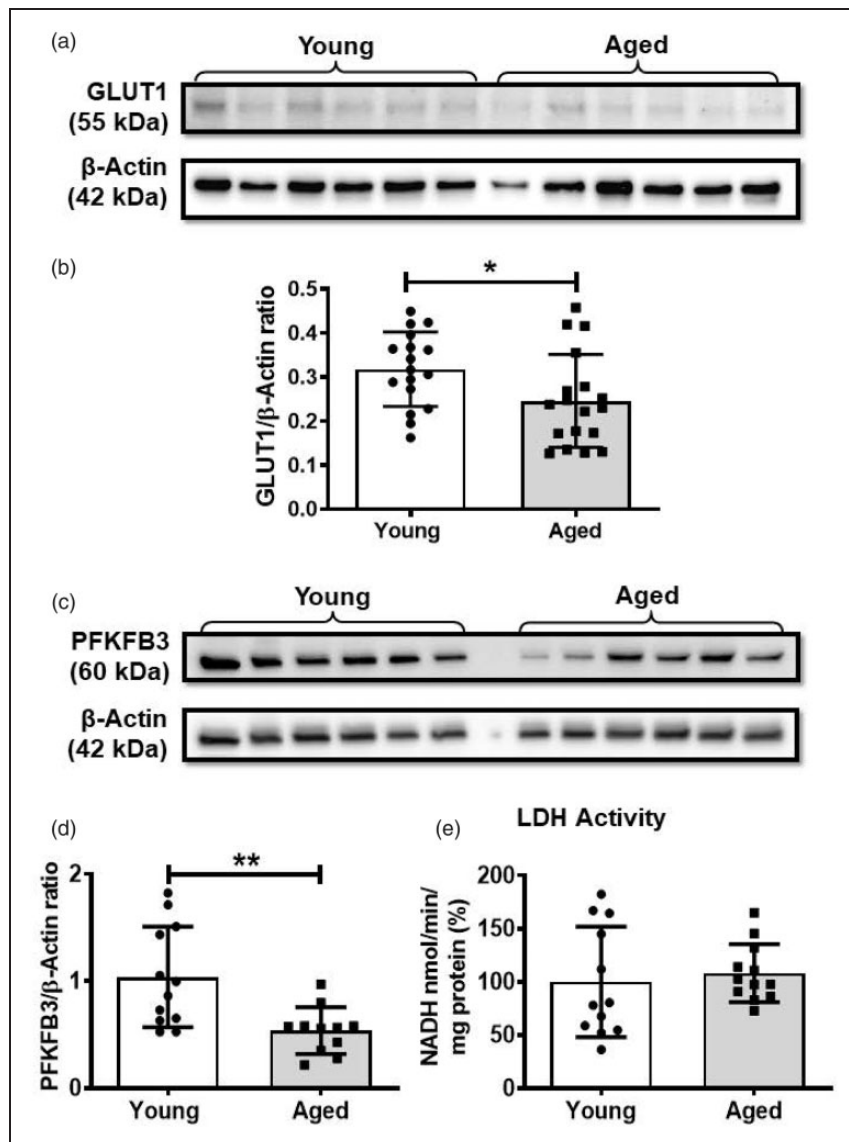 (a)
Young Aged
GLUT1
(55 kDa)
β-Actin
(42 kDa)
(b)
*
GLUT1/β-Actin ratio
0.5
0.4
0.3
0.2
0.1
0.0
Young Aged
(c)
Young Aged
PFKFB3
(60 kDa)
β-Actin
(42 kDa)
(d)
**
PFKFB3/β-Actin ratio
2
1
0
Young Aged
(e)
LDH Activity
NADH nmol/min/
mg protein (%)
200
150
100
50
0
Young Aged